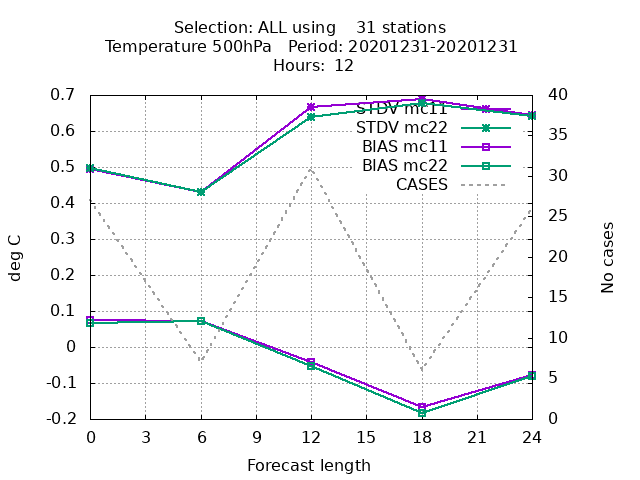 Selection: ALL using    31 stations
Temperature 500hPa   Period: 20201231-20201231
Hours:  12
0.7
0.6
0.5
0.4
0.3
0.2
0.1
0
-0.1
-0.2
deg C
STDV mc11
STDV mc22
BIAS mc11
BIAS mc22
CASES
40
35
30
25
20
15
10
5
0
No cases
0 3 6 9 12 15 18 21 24
Forecast length